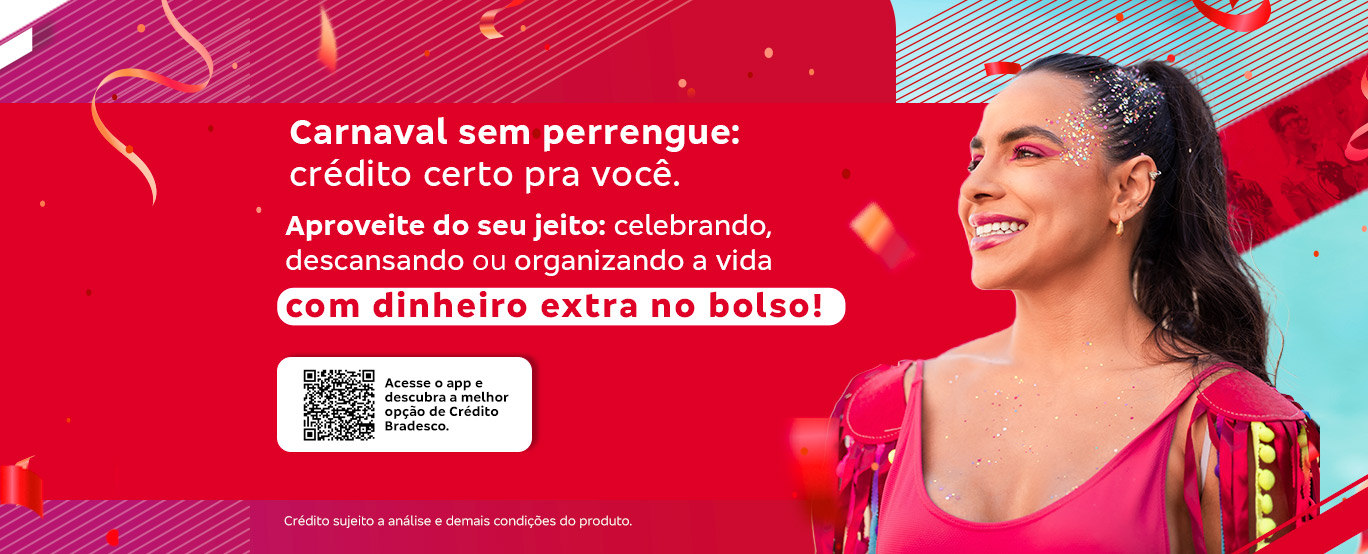 Carnaval sem perrengue:
crédito certo pra você.
Aproveite do seu jeito: celebrando,
descansando ou organizando a vida
com dinheiro extra no bolso!
Acesse o app e
descubra a melhor
opção de Crédito
Bradesco.
Crédito sujeito a análise e demais condições do produto.